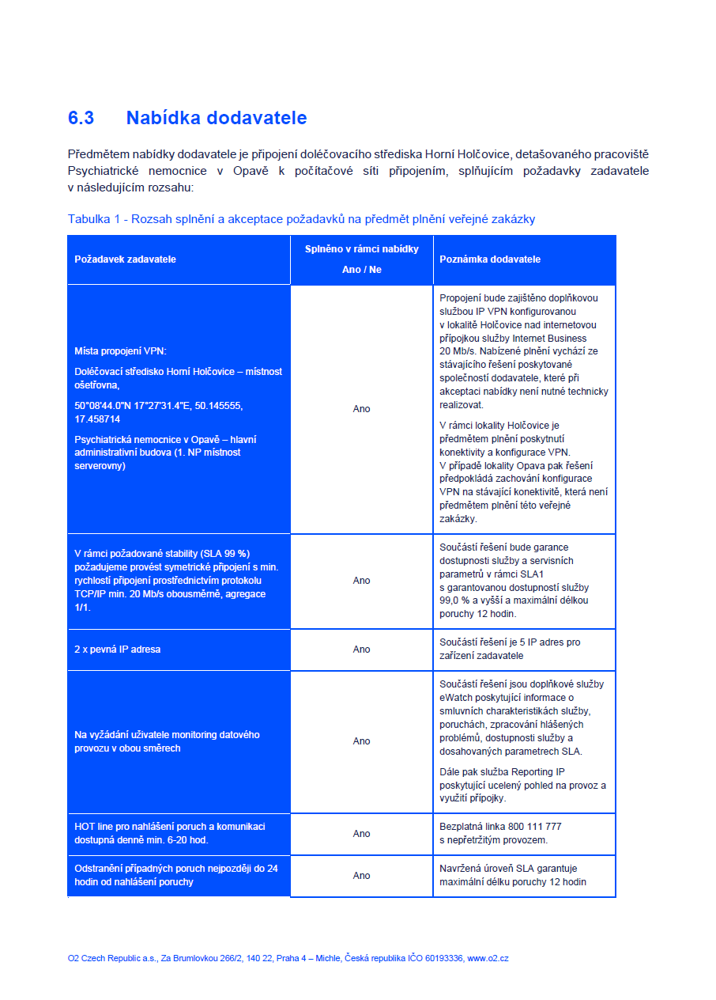 6.3 Nabídka dodavatele
Předmětem nabídky dodavatele je připojení doléčovacího střediska Horní Holčovice, detašovaného pracoviště
Psychiatrické nemocnice v Opavě k počítačové síti připojením, splňujícím požadavky zadavatele
v následujícím rozsahu:
Tabulka 1 - Rozsah splnění a akceptace požadavků na předmět plnění veřejné zakázky
Požadavek zadavatele
Splněno v rámci nabídky
Ano / Ne
Poznámka dodavatele
Místa propojení VPN:
Doléčovací středisko Horní Holčovice – místnost
ošetřovna,
50°08'44.0"N 17°27'31.4"E, 50.145555,
17.458714
Psychiatrická nemocnice v Opavě – hlavní
administrativní budova (1. NP místnost
serverovny)
Ano
Propojení bude zajištěno doplňkovou
službou IP VPN konfigurovanou
v lokalitě Holčovice nad internetovou
přípojkou služby Internet Business
20 Mb/s. Nabízené plnění vychází ze
stávajícího řešení poskytované
společností dodavatele, které při
akceptaci nabídky není nutné technicky
realizovat.
V rámci lokality Holčovice je
předmětem plnění poskytnutí
konektivity a konfigurace VPN.
V případě lokality Opava pak řešení
předpokládá zachování konfigurace
VPN na stávající konektivitě, která není
předmětem plnění této veřejné
zakázky.
V rámci požadované stability (SLA 99 %)
požadujeme provést symetrické připojení s min.
rychlostí připojení prostřednictvím protokolu
TCP/IP min. 20 Mb/s obousměrně, agregace
1/1.
Ano
Součástí řešení bude garance
dostupnosti služby a servisních
parametrů v rámci SLA1
s garantovanou dostupností služby
99,0 % a vyšší a maximální délkou
poruchy 12 hodin.
2 x pevná IP adresa
Ano
Součástí řešení je 5 IP adres pro
zařízení zadavatele
Na vyžádání uživatele monitoring datového
provozu v obou směrech
Ano
Součástí řešení jsou doplňkové služby
eWatch poskytující informace o
smluvních charakteristikách služby,
poruchách, zpracování hlášených
problémů, dostupnosti služby a
dosahovaných parametrech SLA.
Dále pak služba Reporting IP
poskytující ucelený pohled na provoz a
využití přípojky.
HOT line pro nahlášení poruch a komunikaci
dostupná denně min. 6-20 hod.
Ano
Bezplatná linka 800 111 777
s nepřetržitým provozem.
Odstranění případných poruch nejpozději do 24
hodin od nahlášení poruchy
Ano
Navržená úroveň SLA garantuje
maximální délku poruchy 12 hodin
O2 Czech Republic a.s., Za Brumlovkou 266/2, 140 22, Praha 4 – Michle, Česká republika IČO 60193336, www.o2.cz